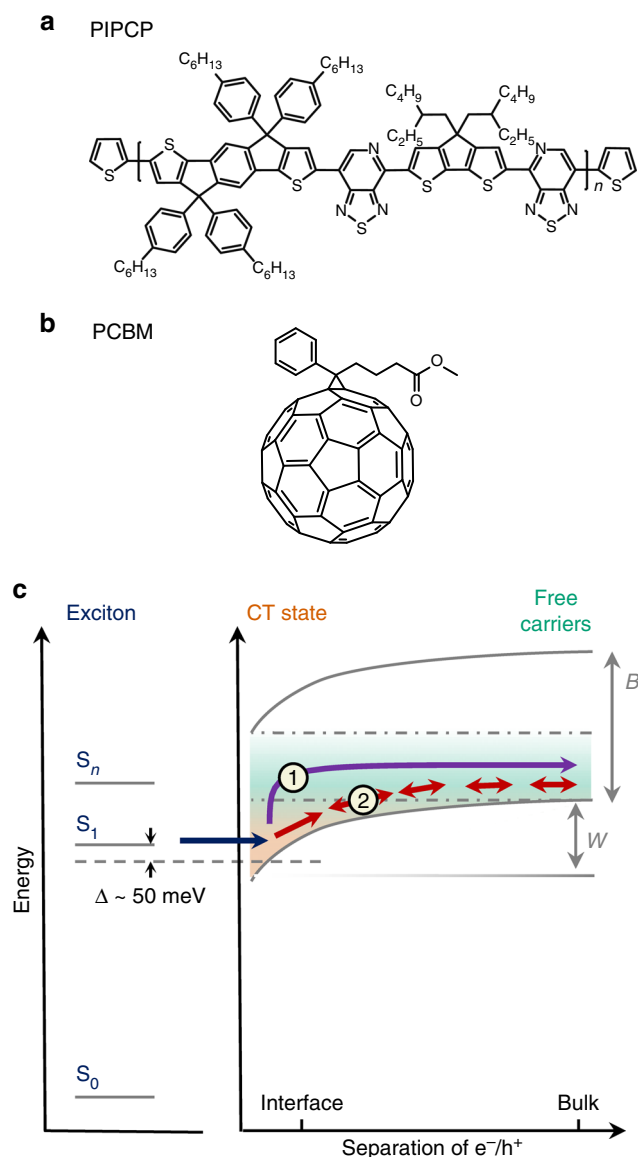 a PIPCP
C6H13
C6H13
C4H9
C4H9
C2H5
C2H5
S
N
N
S
S
S
S
N
N
N
N
n
S
S
C6H13
C6H13
b PCBM
O
O
c
Exciton
CT state
Free
carriers
B
Sn
1
2
S1
W
Δ ~ 50 meV
Energy
S0
Interface
Bulk
Separation of e−/h+